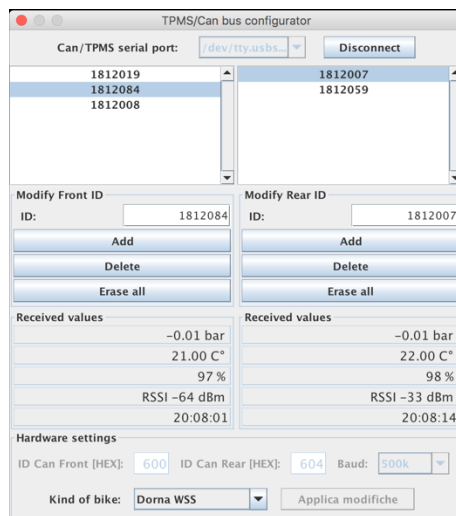 TPMS/Can bus configurator
Can/TPMS serial port: /dev/tty.usbs... Disconnect
1812019 1812007
1812084 1812059
1812008
Modify Front ID Modify Rear ID
ID: 1812084 ID: 1812007
Add Add
Delete Delete
Erase all Erase all
Received values Received values
-0.01 bar -0.01 bar
21.00 C° 22.00 C°
97 % 98 %
RSSI -64 dBm RSSI -33 dBm
20:08:01 20:08:14
Hardware settings
ID Can Front [HEX]: 600 ID Can Rear [HEX]: 604 Baud: 500k
Kind of bike: Dorna WSS Applica modifiche